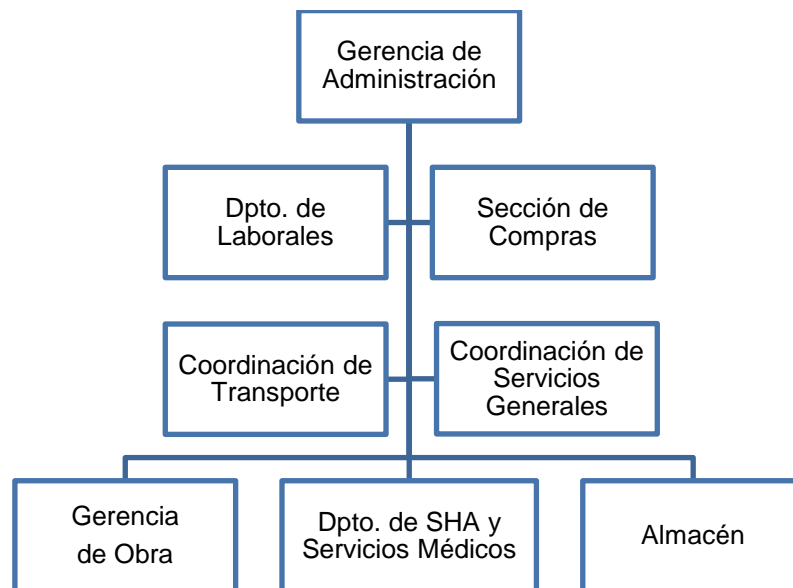 Gerencia de
Administración
Dpto. de
Laborales
Sección de
Compras
Coordinación de
Transporte
Coordinación de
Servicios
Generales
Gerencia
de Obra
Dpto. de SHA y
Servicios Médicos
Almacén